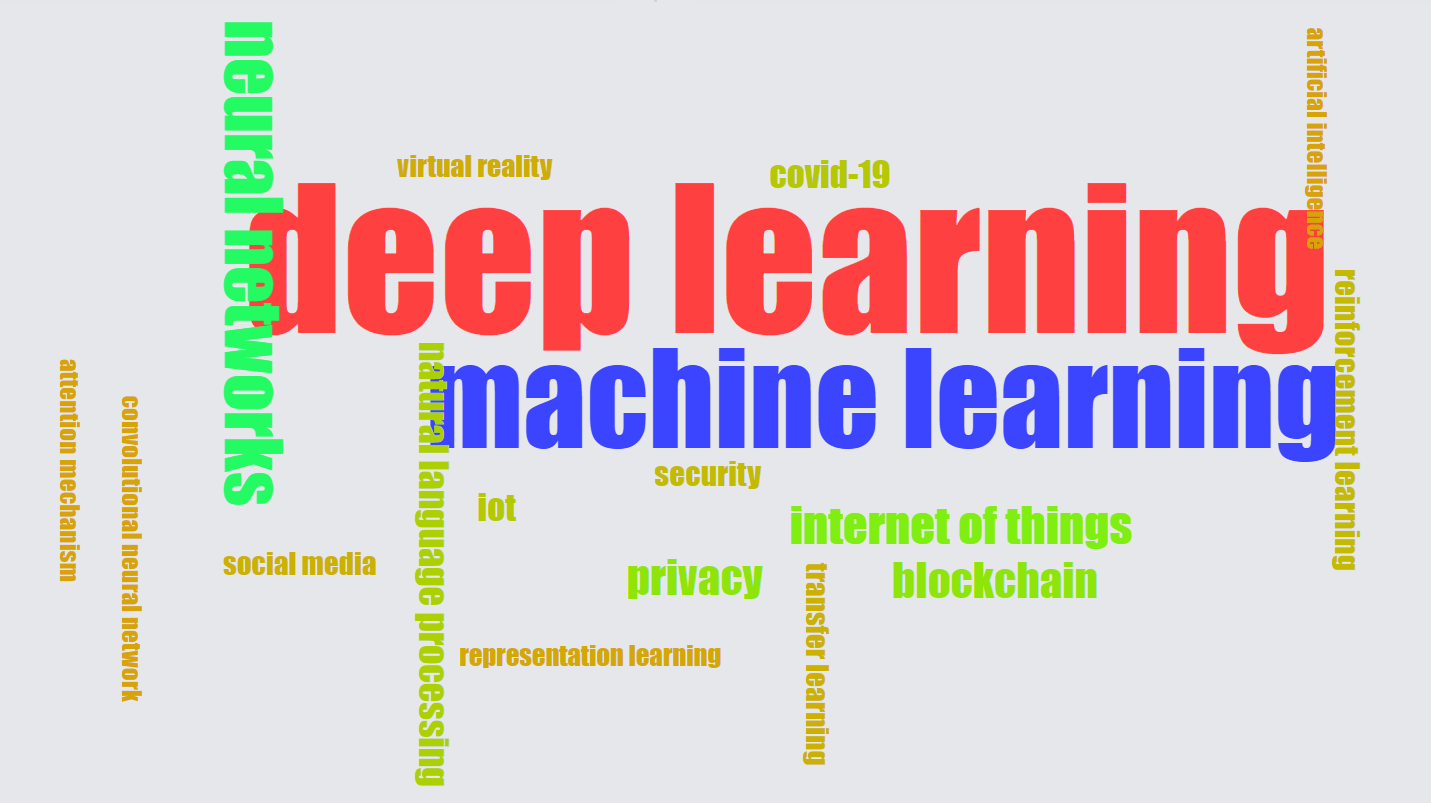 neural networks
artificial intelligence
virtual reality
covid-19
deep learning
reinforcement learning
natural language processing
machine learning
attention mechanism
convolutional neural network
security
iot
internet of things
social media
privacy
blockchain
transfer learning
representation learning